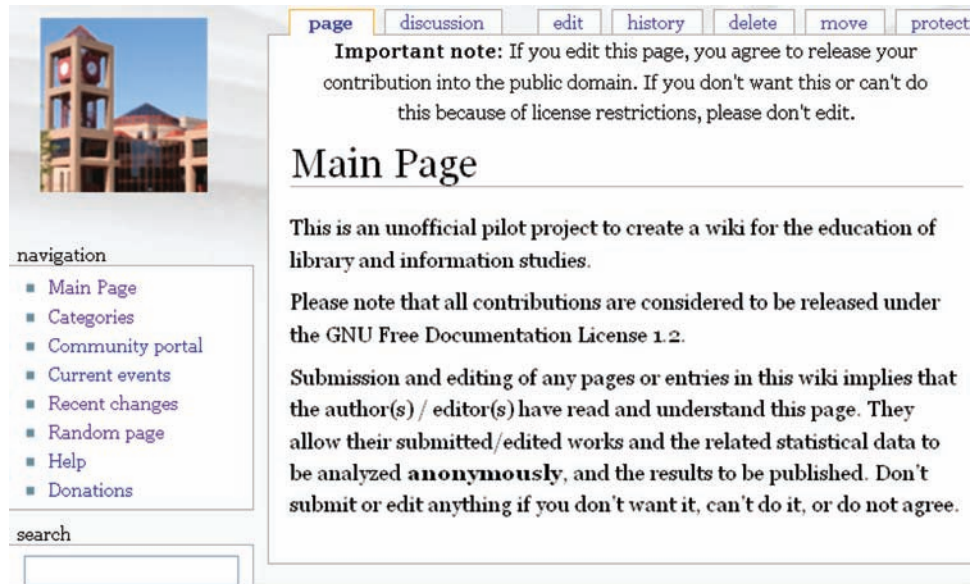 page discussion edit history delete move protect
Important note: If you edit this page, you agree to release your
contribution into the public domain. If you don't want this or can't do
this because of license restrictions, please don't edit.
Main Page
This is an unofficial pilot project to create a wiki for the education of
library and information studies.
Please note that all contributions are considered to be released under
the GNU Free Documentation License 1.2.
Submission and editing of any pages or entries in this wiki implies that
the author(s) / editor(s) have read and understand this page. They
allow their submitted/edited works and the related statistical data to
be analyzed anonymously, and the results to be published. Don't
submit or edit anything if you don't want it, can't do it, or do not agree.
navigation
Main Page
Categories
Community portal
Current events
Recent changes
Random page
Help
Donations
search